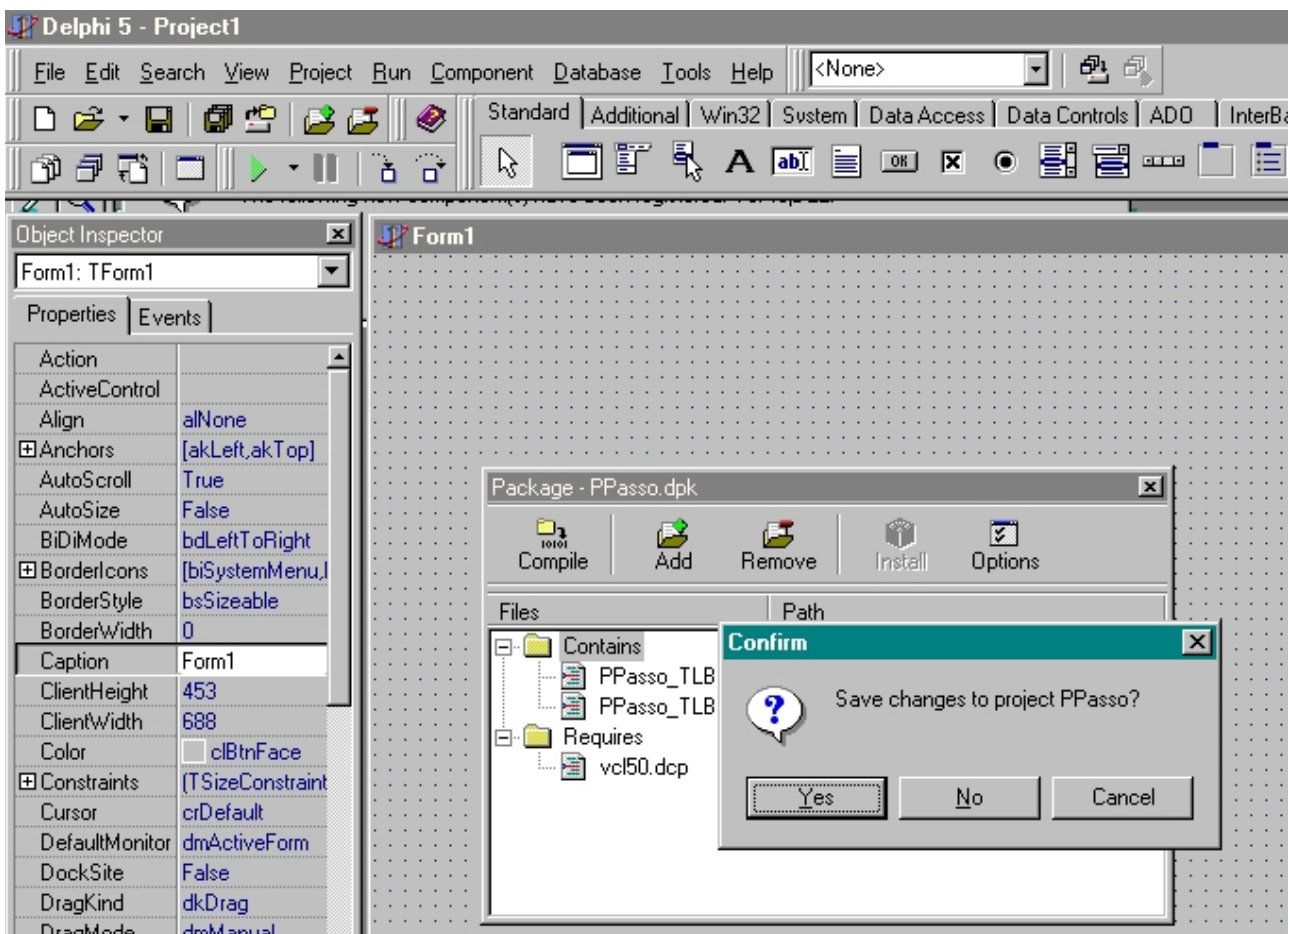 Delphi 5 - Project1
File Edit Search View Project Run Component Database Tools Help <None>
Standard Additional Win32 System Data Access Data Controls ADO InterBa
A ab OK
Object Inspector
Form1: TForm1
Properties Events
Action
ActiveControl
Align alNone
Anchors [akLeft,akTop]
AutoScroll True
AutoSize False
BiDiMode bdLeftToRight
BorderIcons [biSystemMenu,
BorderStyle bsSizeable
BorderWidth 0
Caption Form1
ClientHeight 453
ClientWidth 688
Color clBtnFace
Constraints (TSizeConstraint
Cursor crDefault
DefaultMonitor dmActiveForm
DockSite False
DragKind dkDrag
DragMode dmManual
Form1
Package - PPasso.dpk
Compile Add Remove Install Options
Files Path
Contains
PPasso_TLB
PPasso_TLB
Requires
vcl50.dcp
Confirm
Save changes to project PPasso?
Yes No Cancel